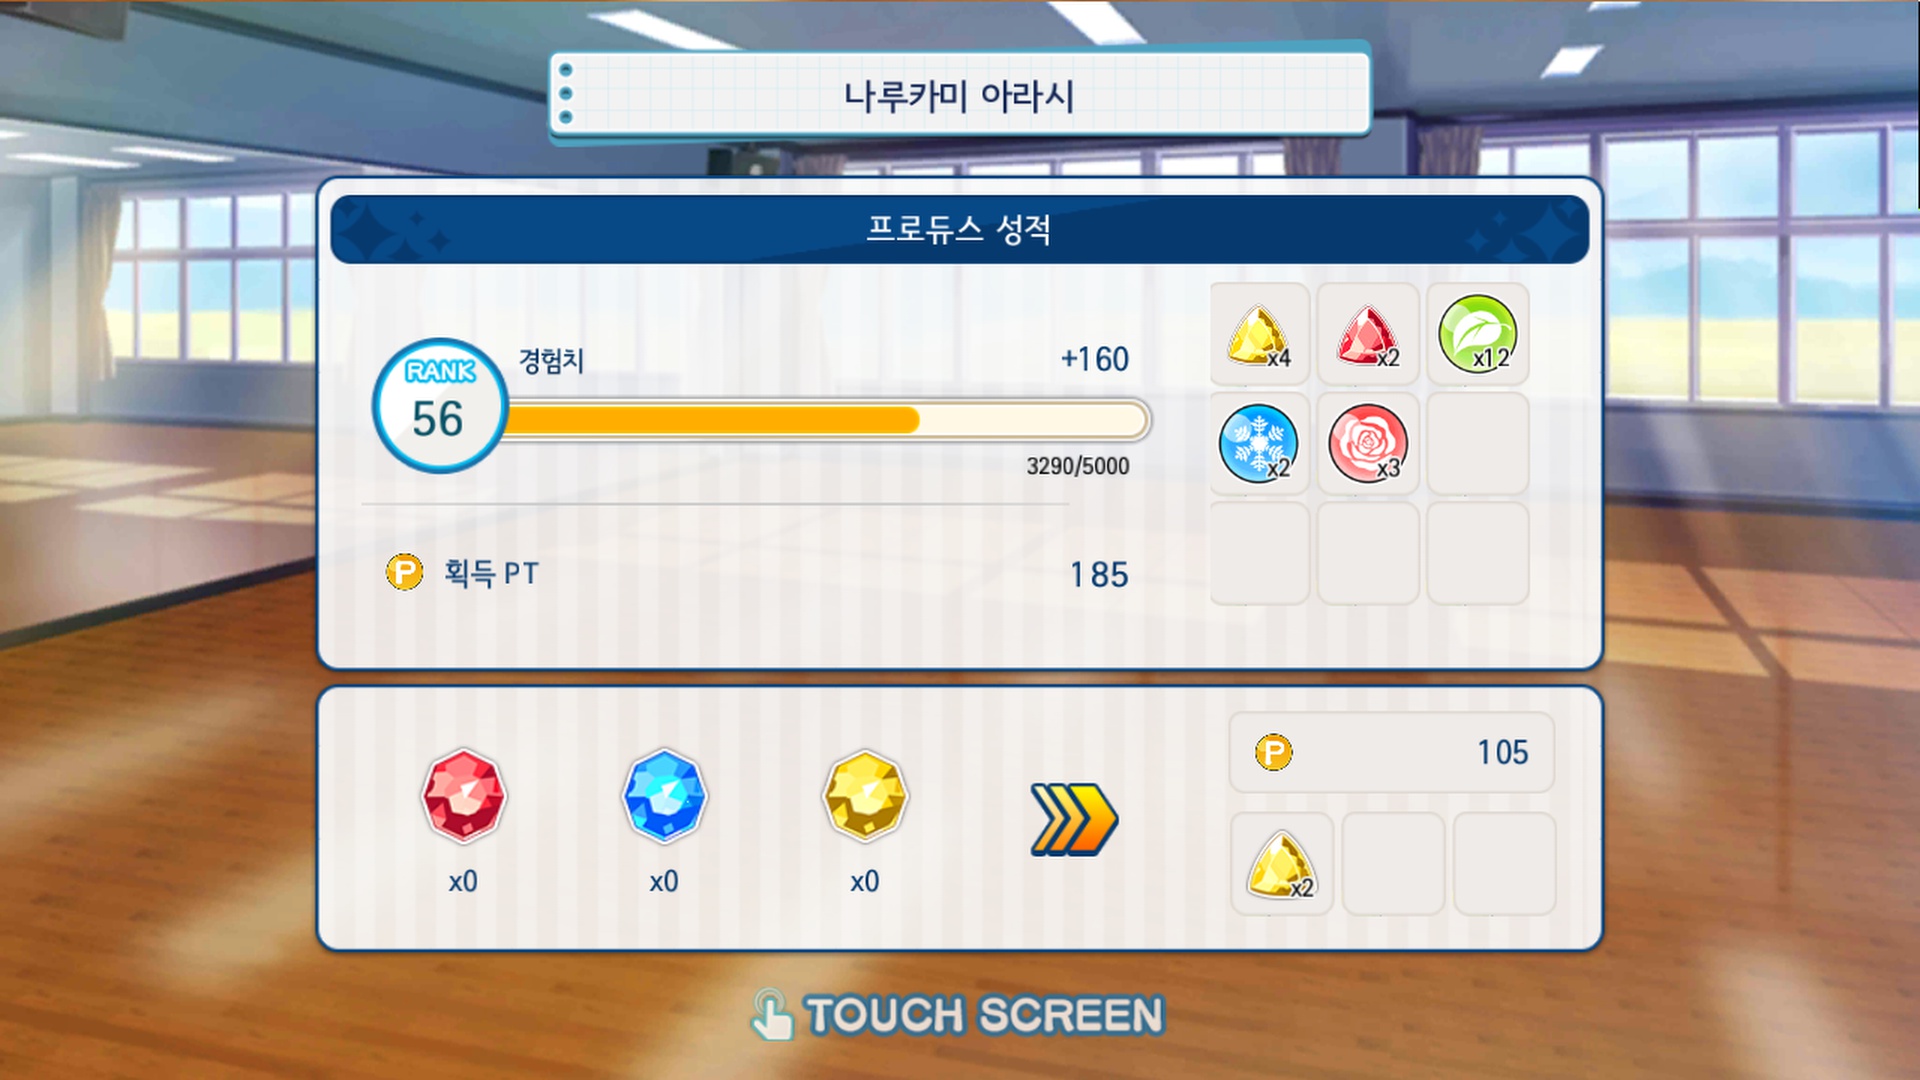 나루카미 아라시
프로듀스 성적
RANK
56
경험치 +160
3290/5000
P 획득 PT 185
x4 x2 x12
x2 x3
x0 x0 x0
P 105
x2
TOUCH SCREEN